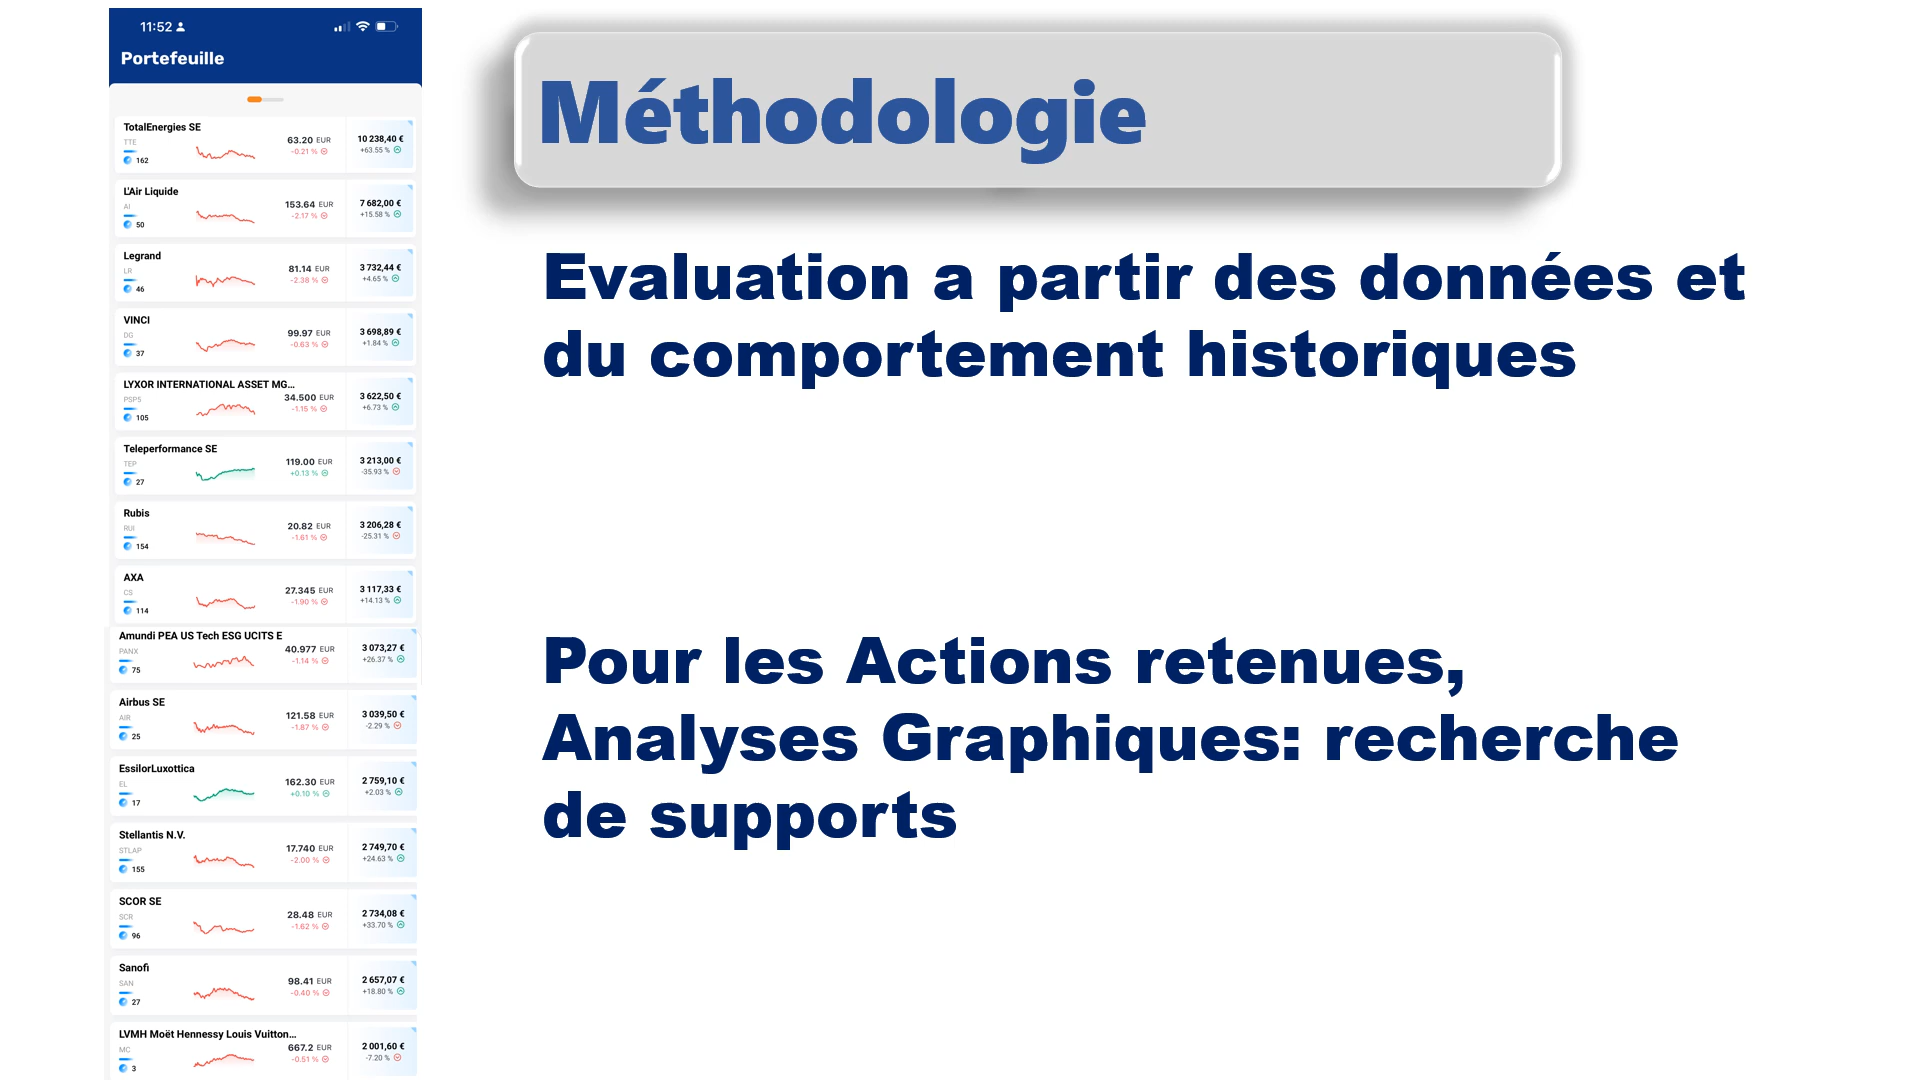 11:52
Portefeuille
TotalEnergies SE
TTE
162
63.20 EUR
-0.21 %
10 238,40 €
+63.55 %
L'Air Liquide
AI
50
153.64 EUR
-2.17 %
7 682,00 €
+15.58 %
Legrand
LR
46
81.14 EUR
-2.38 %
3 732,44 €
+4.65 %
VINCI
DG
37
99.97 EUR
-0.63 %
3 698,89 €
+1.84 %
LYXOR INTERNATIONAL ASSET MG...
PSP5
105
34.500 EUR
-1.15 %
3 622,50 €
+6.73 %
Teleperformance SE
TEP
27
119.00 EUR
+0.13 %
3 213,00 €
-35.93 %
Rubis
RUI
154
20.82 EUR
-1.61 %
3 206,28 €
-25.31 %
AXA
CS
114
27.345 EUR
-1.90 %
3 117,33 €
+14.13 %
Amundi PEA US Tech ESG UCITS E
PANX
75
40.977 EUR
-1.14 %
3 073,27 €
+26.37 %
Airbus SE
AIR
25
121.58 EUR
-1.87 %
3 039,50 €
-2.29 %
EssilorLuxottica
EL
17
162.30 EUR
+0.10 %
2 759,10 €
+2.03 %
Stellantis N.V.
STLAP
155
17.740 EUR
-2.00 %
2 749,70 €
+24.63 %
SCOR SE
SCR
96
28.48 EUR
-1.62 %
2 734,08 €
+33.70 %
Sanofi
SAN
27
98.41 EUR
-0.40 %
2 657,07 €
+18.80 %
LVMH Moët Hennessy Louis Vuitton...
MC
3
667.2 EUR
-0.51 %
2 001,60 €
-7.20 %
Méthodologie
Evaluation a partir des données et
du comportement historiques
Pour les Actions retenues,
Analyses Graphiques: recherche
de supports